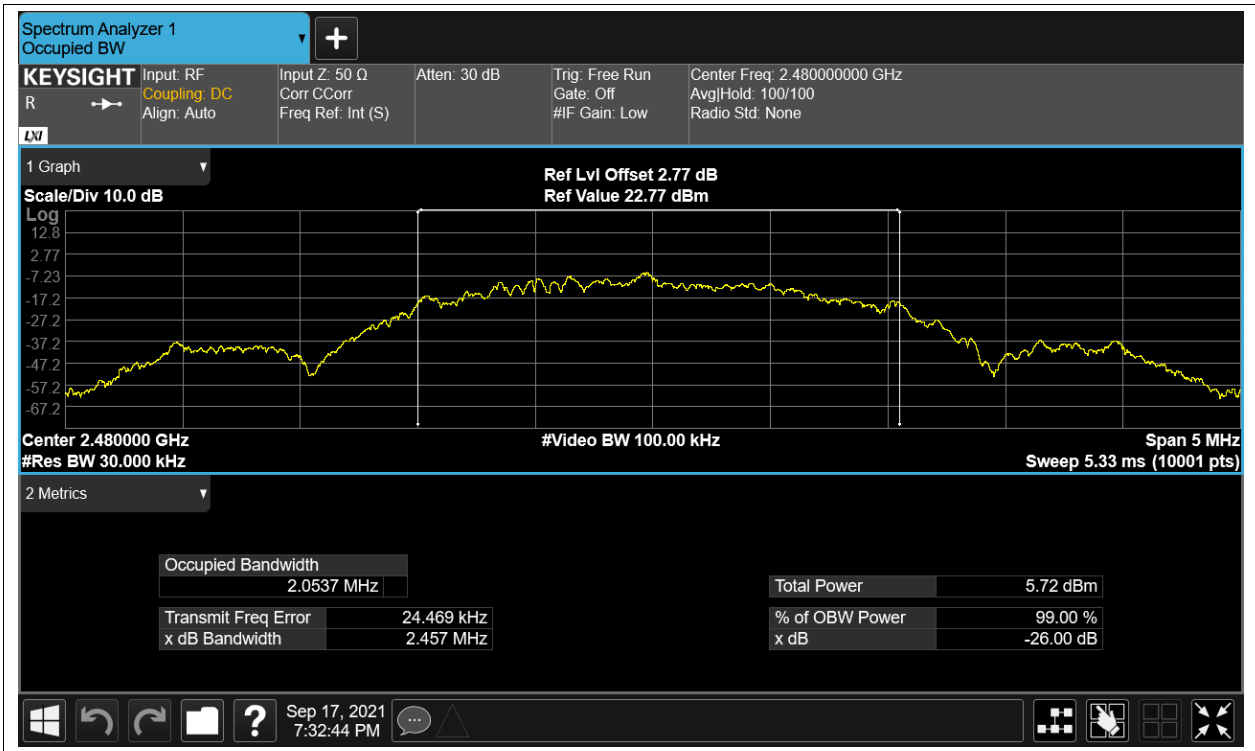 Spectrum Analyzer 1
Occupied BW
KEYSIGHT
R
LXI
Input: RF
Coupling: DC
Align: Auto
Input Z: 50 Ω
Corr CCorr
Freq Ref: Int (S)
Atten: 30 dB
Trig: Free Run
Gate: Off
#IF Gain: Low
Center Freq: 2.480000000 GHz
Avg|Hold: 100/100
Radio Std: None
1 Graph
Scale/Div 10.0 dB
Ref Lvl Offset 2.77 dB
Ref Value 22.77 dBm
Log
12.8
2.77
-7.23
-17.2
-27.2
-37.2
-47.2
-57.2
-67.2
Center 2.480000 GHz
#Res BW 30.000 kHz
#Video BW 100.00 kHz
Span 5 MHz
Sweep 5.33 ms (10001 pts)
2 Metrics
Occupied Bandwidth
2.0537 MHz
Transmit Freq Error 24.469 kHz
x dB Bandwidth 2.457 MHz
Total Power 5.72 dBm
% of OBW Power 99.00 %
x dB -26.00 dB
?
Sep 17, 2021
7:32:44 PM